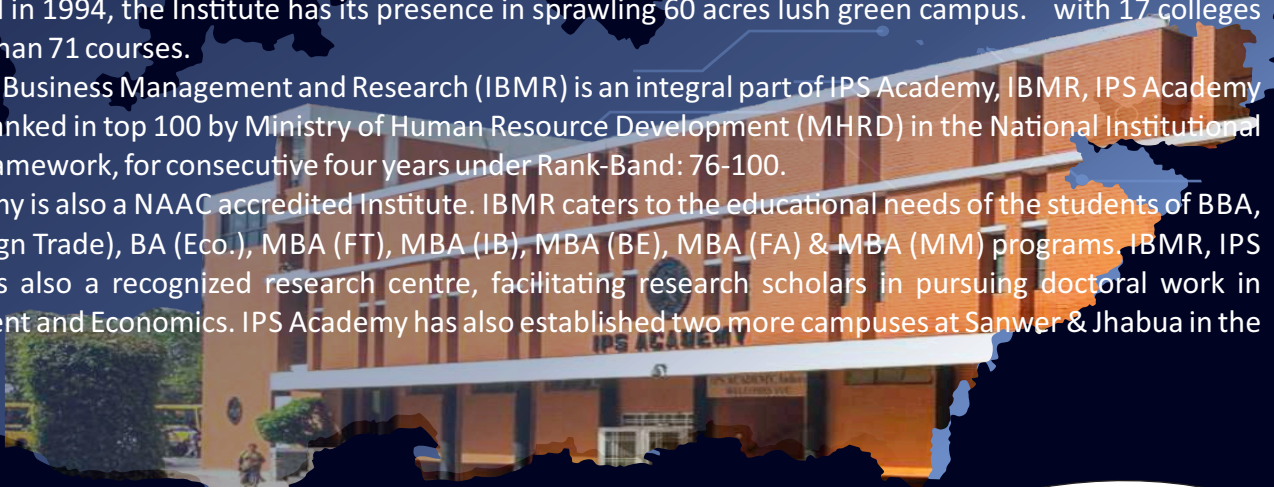 in 1994, the Institute has its presence in sprawling 60 acres lush green campus. with 17 colleges
han 71 courses.
Business Management and Research (IBMR) is an integral part of IPS Academy, IBMR, IPS Academy
anked in top 100 by Ministry of Human Resource Development (MHRD) in the National Institutional
amework, for consecutive four years under Rank-Band: 76-100.
my is also a NAAC accredited Institute. IBMR caters to the educational needs of the students of BBA,
gn Trade), BA (Eco.), MBA (FT), MBA (IB), MBA (BE), MBA (FA) & MBA (MM) programs. IBMR, IPS
s also a recognized research centre, facilitating research scholars in pursuing doctoral work in
ent and Economics. IPS Academy has also established two more campuses at Sanwer & Jhabua in the
IPS ACADEMY
IPS ACADEMY, Indore
WELCOMES YOU